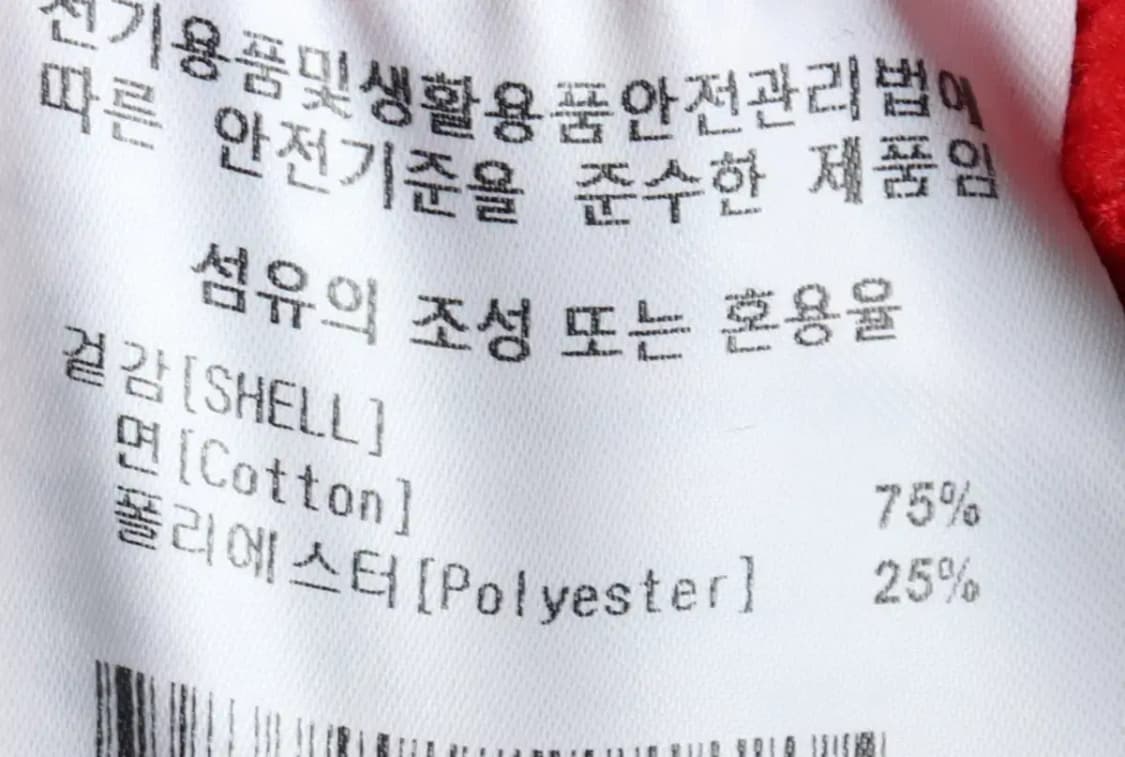 전기용품및생활용품안전관리법에
따른 안전기준을 준수한 제품임
섬유의 조성 또는 혼용율
겉감[SHELL]
면[Cotton] 75%
폴리에스터[Polyester] 25%